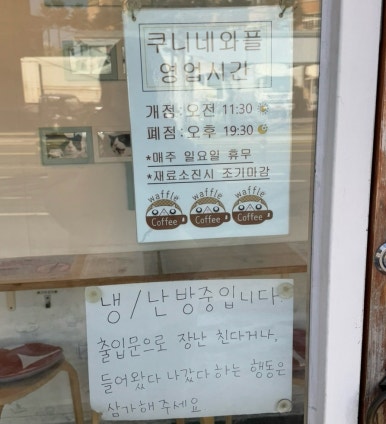 쿠니네와플
영업시간
개점:오전 11:30
폐점:오후 19:30
*매주 일요일 휴무
*재료소진시 조기마감
waffle waffle waffle
Coffee Coffee Coffee
냉/난방중입니다
출입문으로 장난 친다거나,
들어왔다 나갔다 하는 행동은
삼가해주세요